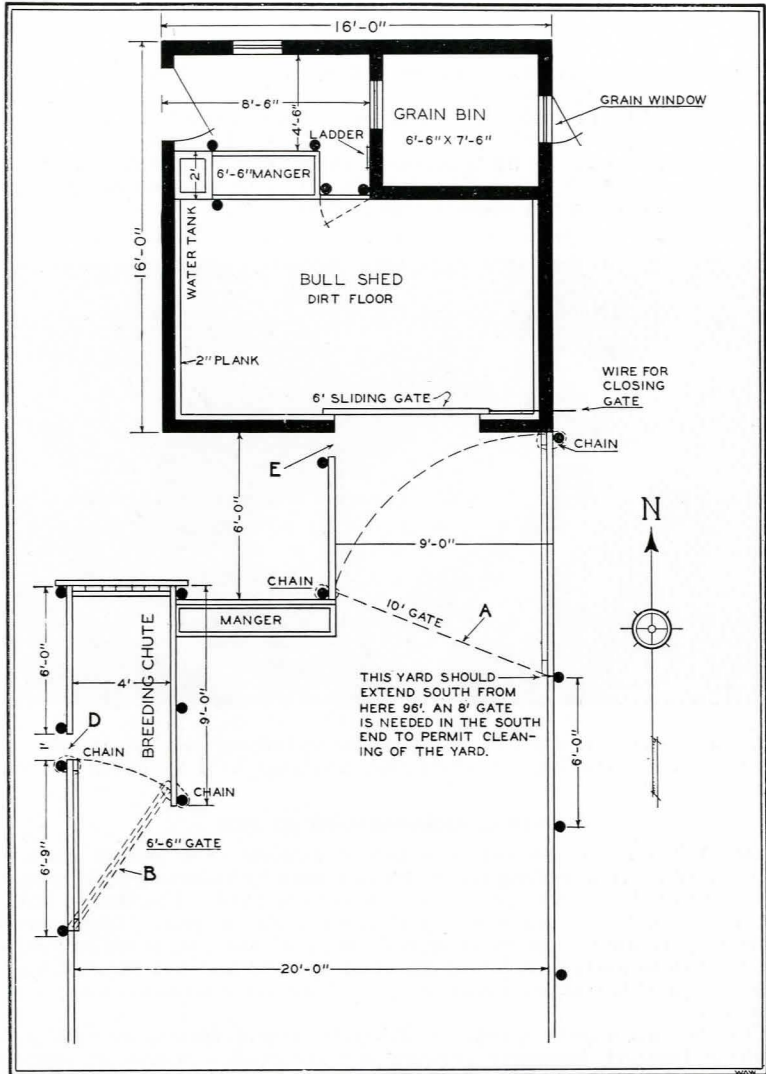 16'-0"
GRAIN WINDOW
GRAIN BIN
6'-6" X 7'-6"
8'-6"
4'-6"
LADDER
6'-6" MANGER
2'
WATER TANK
16'-0"
BULL SHED
DIRT FLOOR
2" PLANK
6' SLIDING GATE
WIRE FOR
CLOSING
GATE
CHAIN
E
6'-0"
9'-0"
N
CHAIN
10' GATE
A
MANGER
BREEDING CHUTE
6'-0"
4'
9'-0"
THIS YARD SHOULD
EXTEND SOUTH FROM
HERE 96'. AN 8' GATE
IS NEEDED IN THE SOUTH
END TO PERMIT CLEAN-
ING OF THE YARD.
6'-0"
D
1'
CHAIN
CHAIN
6'-6" GATE
6'-9"
B
20'-0"